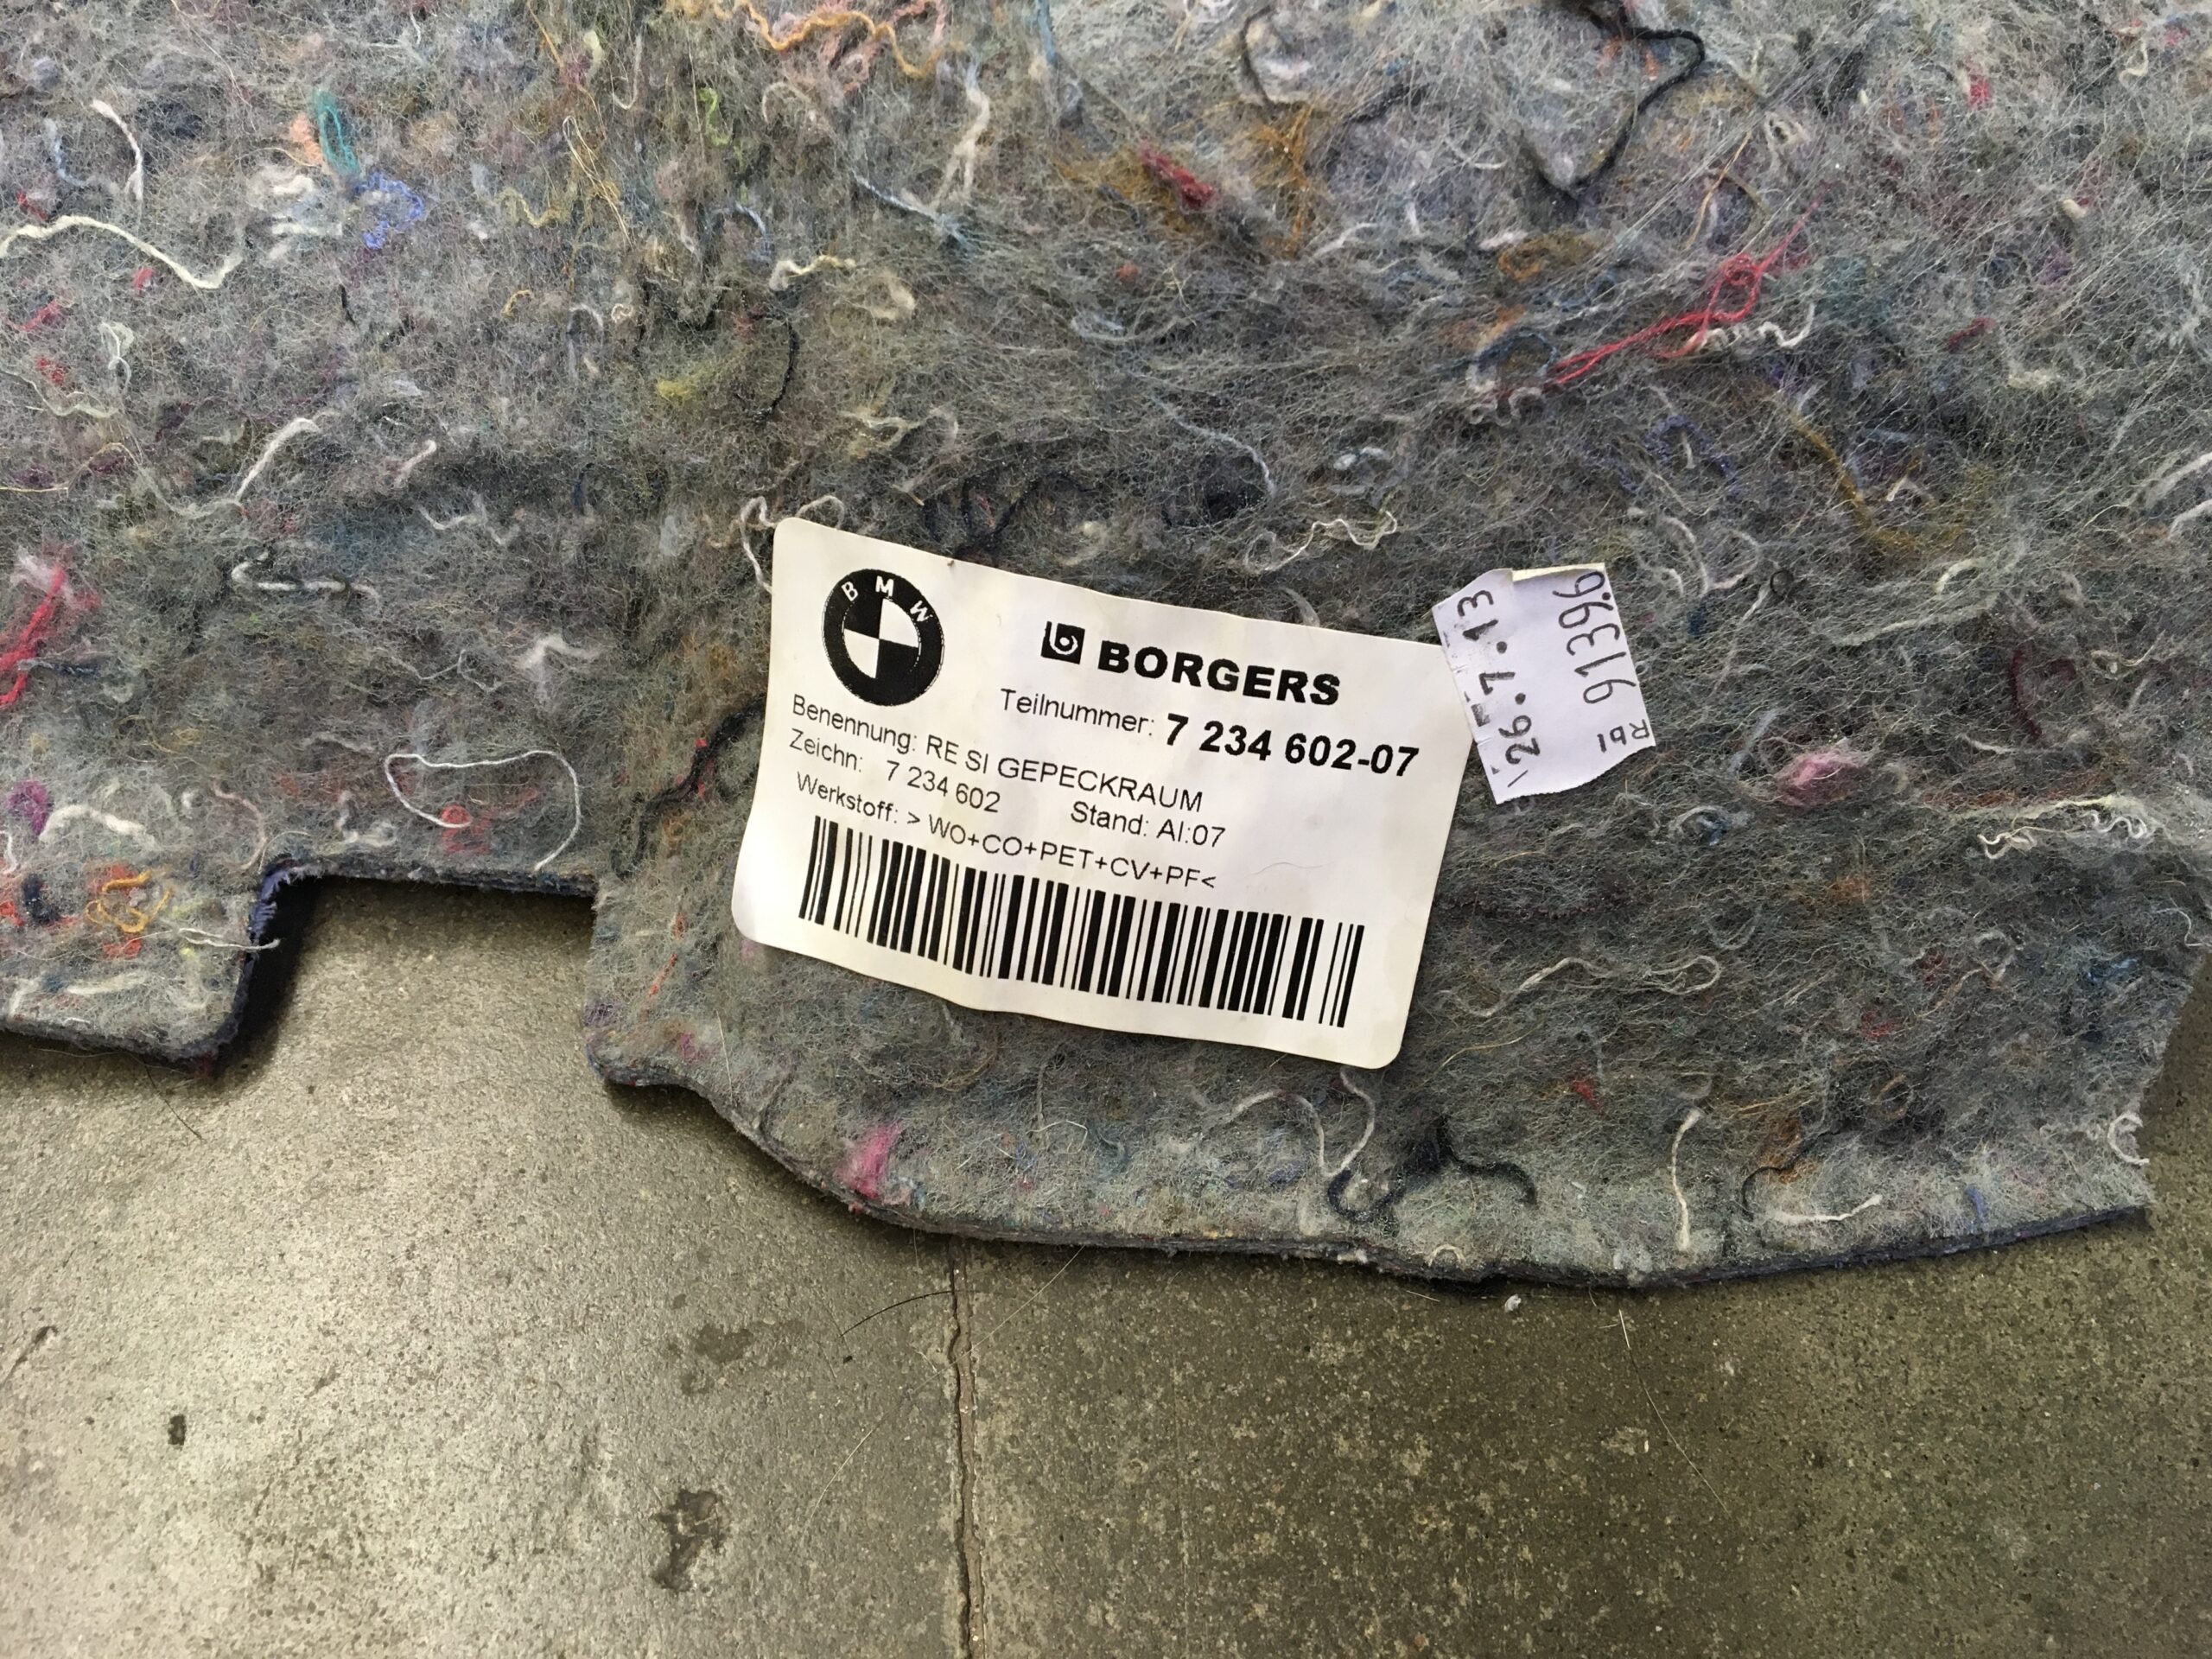 BMW
BORGERS
Teilnummer: 7 234 602-07
Benennung: RE SI GEPECKRAUM
Zeichn: 7 234 602 Stand: AI:07
Werkstoff: > WO+CO+PET+CV+PF<
26.7.13
91396
Rbl